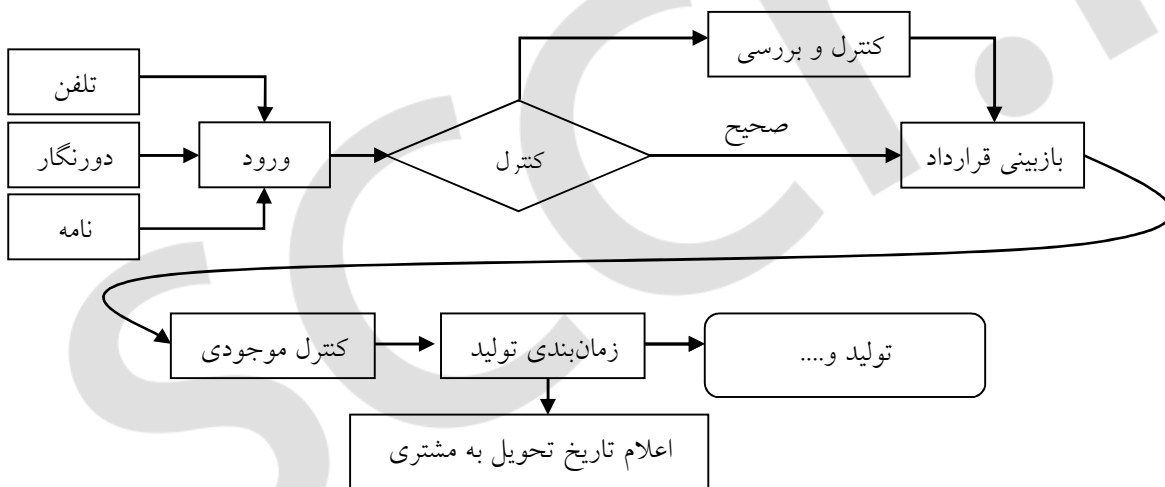 تلفن
دورنگار
نامه
ورود
کنترل
کنترل و بررسی
صحیح
بازبینی قرارداد
کنترل موجودی
زمان‌بندی تولید
تولید و....
اعلام تاریخ تحویل به مشتری